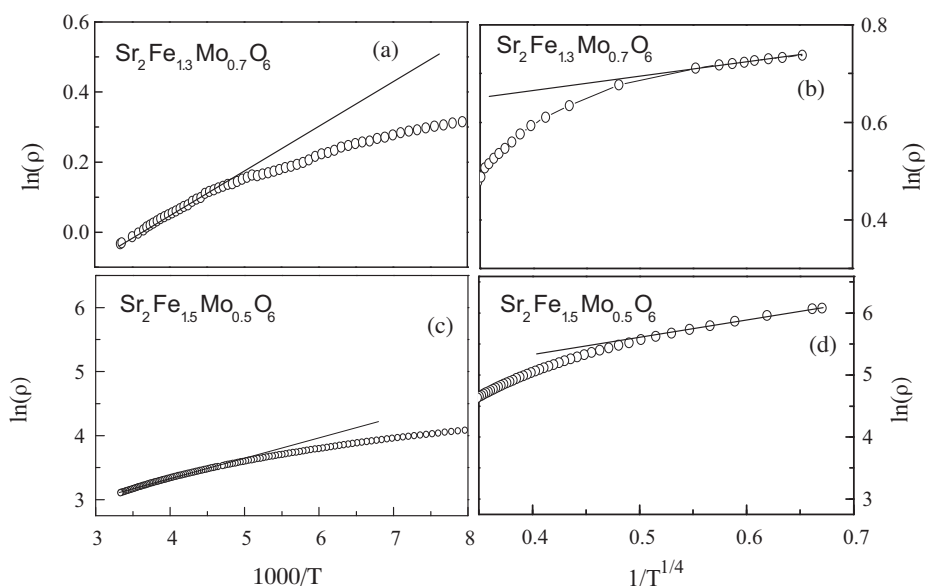 0.6
0.4
0.2
0.0
ln(ρ)
Sr2Fe1.3Mo0.7O6
(a)
Sr2Fe1.3Mo0.7O6
(b)
0.8
0.6
0.4
ln(ρ)
6
5
4
3
ln(ρ)
Sr2Fe1.5Mo0.5O6
(c)
3 4 5 6 7 8
1000/T
Sr2Fe1.5Mo0.5O6
(d)
6
5
4
3
ln(ρ)
0.4 0.5 0.6 0.7
1/T1/4